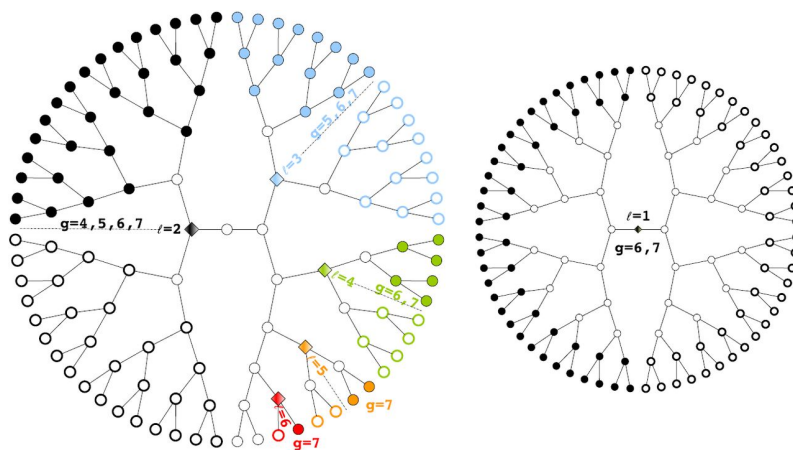 g=5,6,7
ℓ=3
g=4,5,6,7
ℓ=2
ℓ=4
g=6,7
ℓ=5
g=7
ℓ=6
g=7
ℓ=1
g=6,7